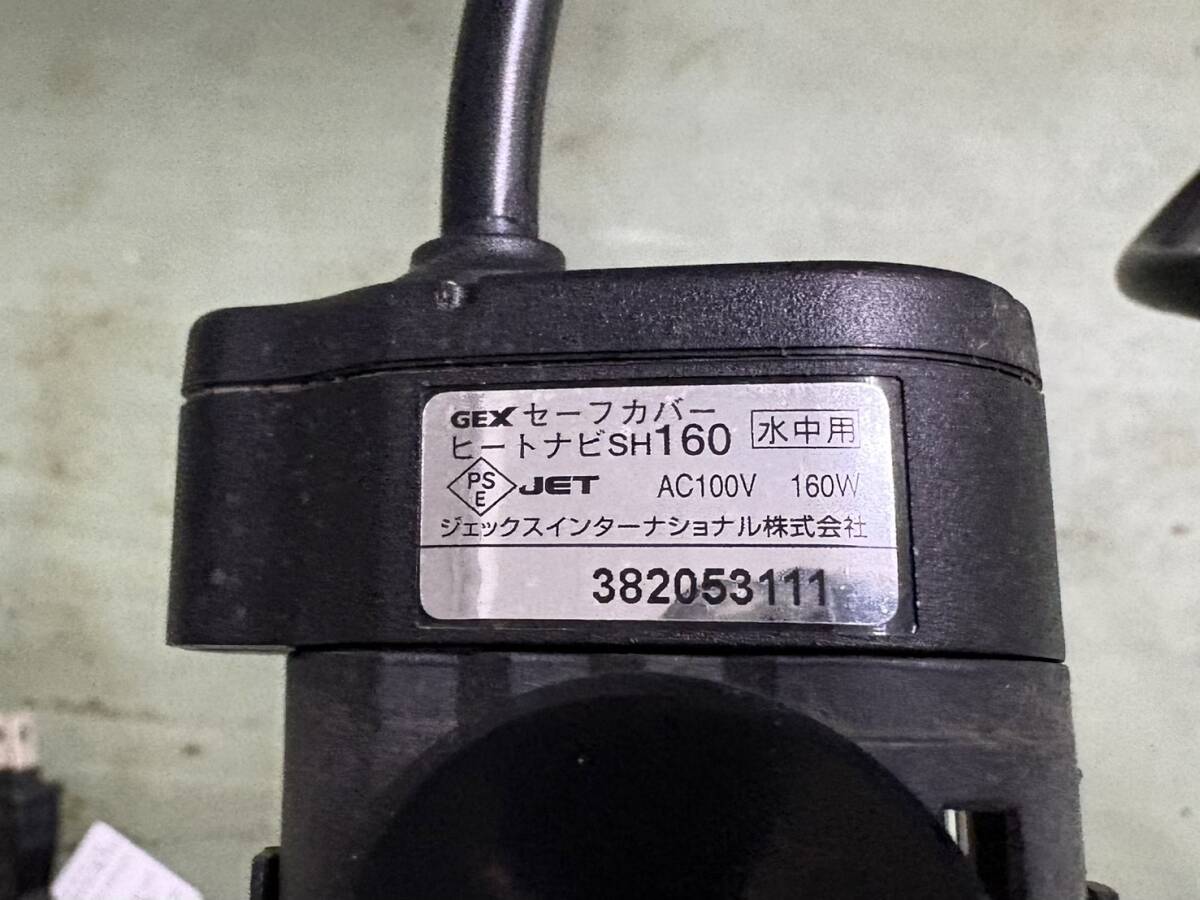 GEX セーフカバー
ヒートナビSH160 水中用
PS
E
JET AC100V 160W
ジェックスインターナショナル株式会社
382053111